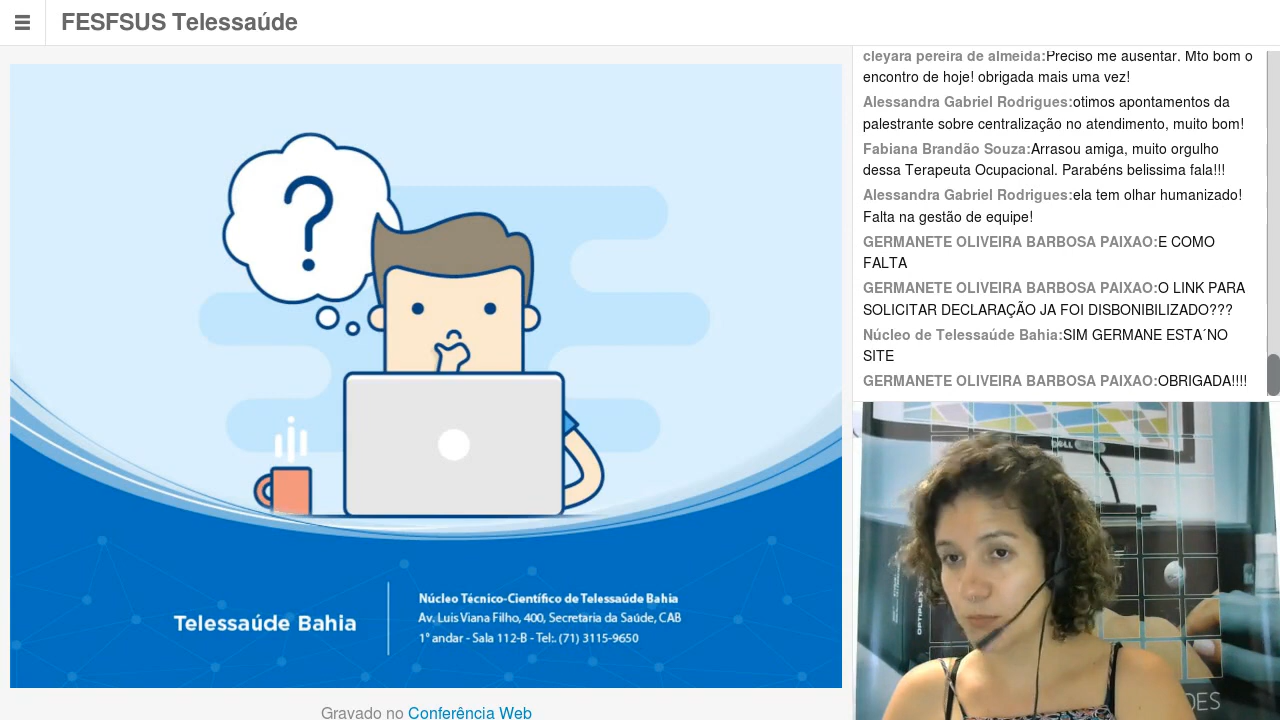 FESFSUS Telessaúde
?
Telessaúde Bahia
Núcleo Técnico-Científico de Telessaúde Bahia
Av. Luis Viana Filho, 400, Secretaria da Saúde, CAB
1° andar - Sala 112-B - Tel:. (71) 3115-9650
Gravado no Conferência Web
cleyara pereira de almeida:Preciso me ausentar. Mto bom o
encontro de hoje! obrigada mais uma vez!
Alessandra Gabriel Rodrigues:otimos apontamentos da
palestrante sobre centralização no atendimento, muito bom!
Fabiana Brandão Souza:Arrasou amiga, muito orgulho
dessa Terapeuta Ocupacional. Parabéns belissima fala!!!
Alessandra Gabriel Rodrigues:ela tem olhar humanizado!
Falta na gestão de equipe!
GERMANETE OLIVEIRA BARBOSA PAIXAO:E COMO
FALTA
GERMANETE OLIVEIRA BARBOSA PAIXAO:O LINK PARA
SOLICITAR DECLARAÇÃO JA FOI DISBONIBILIZADO???
Núcleo de Telessaúde Bahia:SIM GERMANE ESTA´NO
SITE
GERMANETE OLIVEIRA BARBOSA PAIXAO:OBRIGADA!!!!
DELL
OPTIPLEX
DES